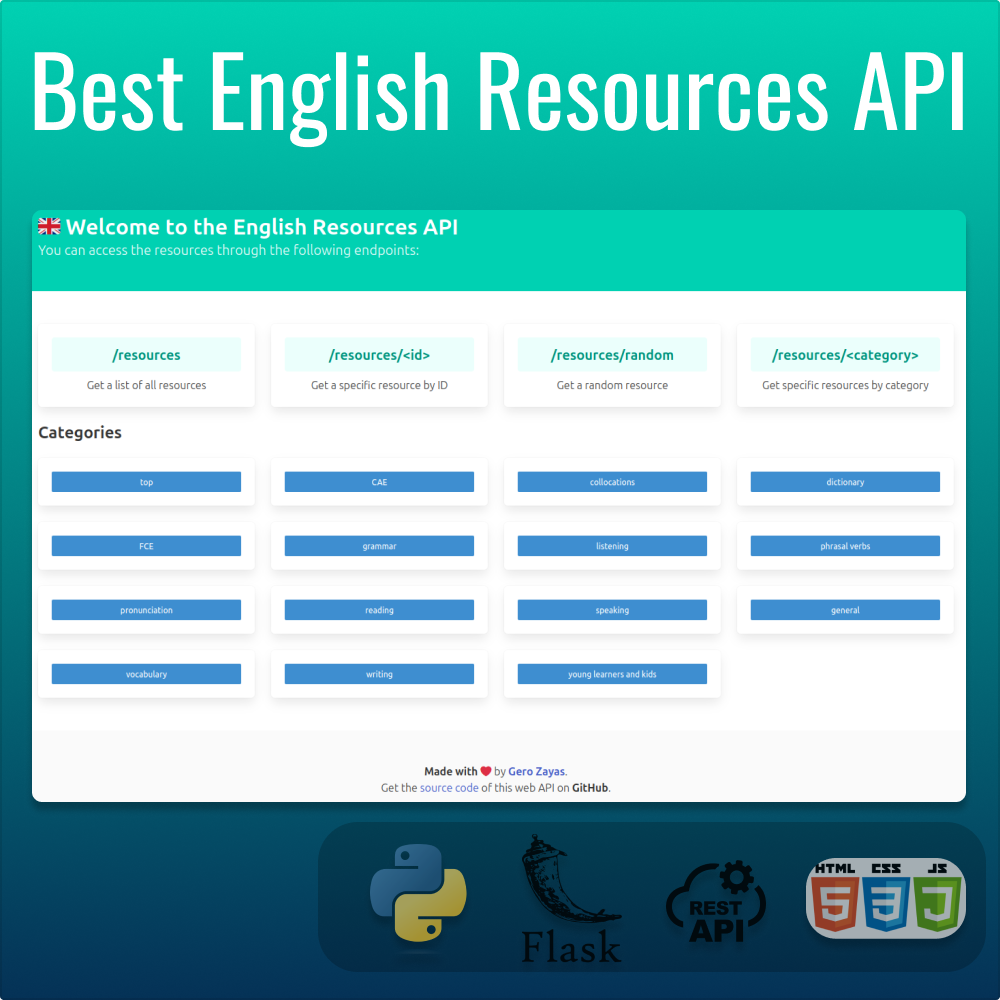 Best English Resources API
Welcome to the English Resources API
You can access the resources through the following endpoints:
/resources
/resources/<id>
/resources/random
/resources/<category>
Get a list of all resources
Get a specific resource by ID
Get a random resource
Get specific resources by category
Categories
top
CAE
collocations
dictionary
FCE
grammar
listening
phrasal verbs
pronunciation
reading
speaking
general
vocabulary
writing
young learners and kids
Made with ❤️ by Gero Zayas.
Get the source code of this web API on GitHub.
HTML CSS JS
5 3 J
REST
API
Flask